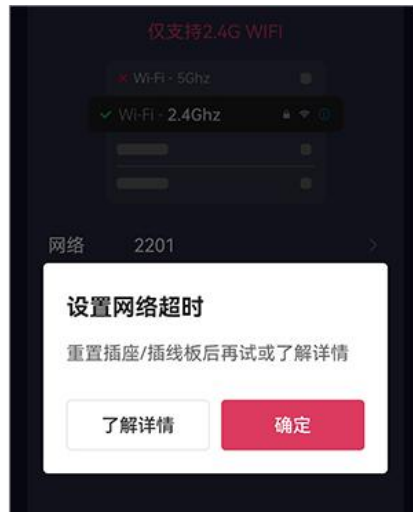 仅支持2.4G WIFI
× Wi-Fi - 5Ghz
✓ Wi-Fi - 2.4Ghz
网络 2201
设置网络超时
重置插座/插线板后再试或了解详情
了解详情 确定